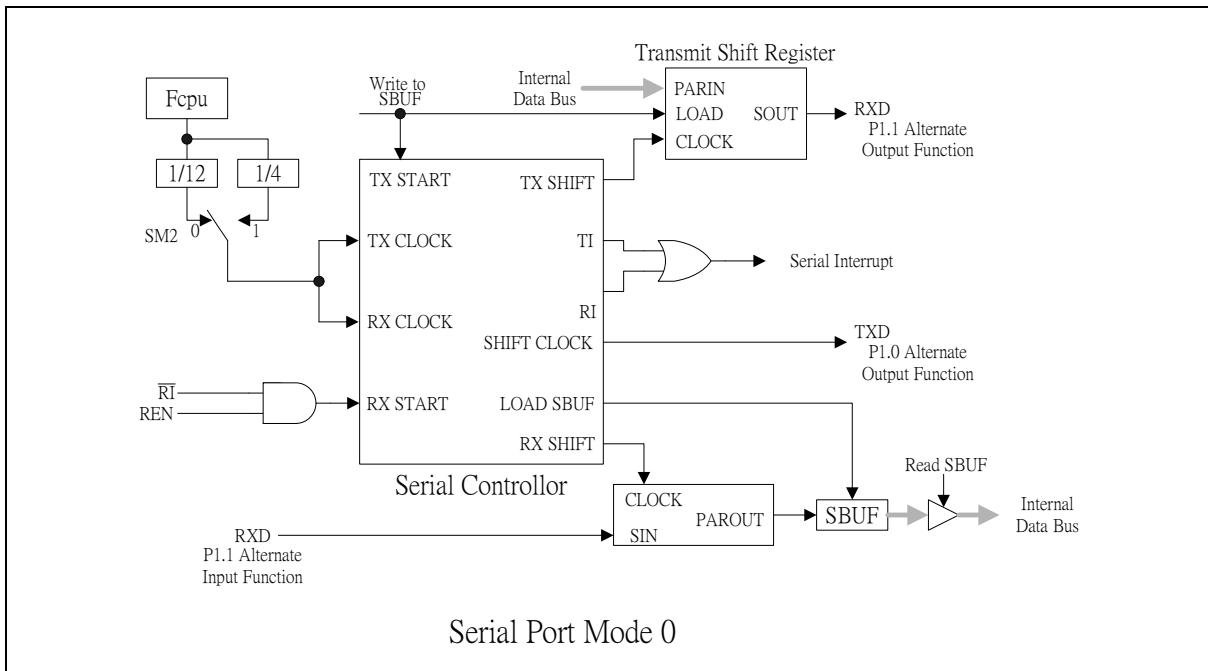 Transmit Shift Register
Fcpu
Write to
SBUF
Internal
Data Bus
PARIN
LOAD
SOUT
CLOCK
RXD
P1.1 Alternate
Output Function
1/12
1/4
SM2
0
1
TX START
TX SHIFT
TX CLOCK
TI
Serial Interrupt
RI
RX CLOCK
SHIFT CLOCK
TXD
P1.0 Alternate
Output Function
RI
REN
RX START
LOAD SBUF
RX SHIFT
Serial Controllor
Read SBUF
CLOCK
PAROUT
SIN
SBUF
Internal
Data Bus
RXD
P1.1 Alternate
Input Function
Serial Port Mode 0